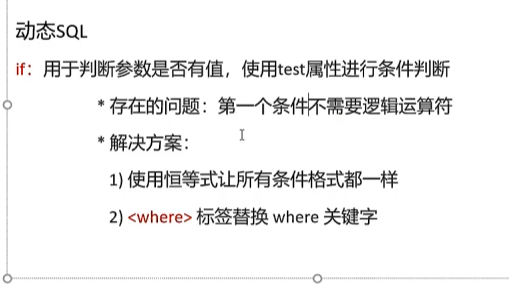 动态SQL
if：用于判断参数是否有值，使用test属性进行条件判断
* 存在的问题：第一个条件不需要逻辑运算符
* 解决方案：
1) 使用恒等式让所有条件格式都一样
2) <where> 标签替换 where 关键字